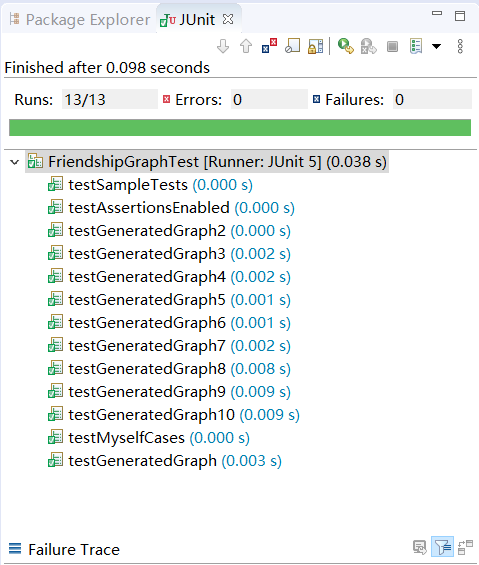 Package Explorer JUnit
Finished after 0.098 seconds
Runs: 13/13 Errors: 0 Failures: 0
FriendshipGraphTest [Runner: JUnit 5] (0.038 s)
testSampleTests (0.000 s)
testAssertionsEnabled (0.000 s)
testGeneratedGraph2 (0.000 s)
testGeneratedGraph3 (0.002 s)
testGeneratedGraph4 (0.002 s)
testGeneratedGraph5 (0.001 s)
testGeneratedGraph6 (0.001 s)
testGeneratedGraph7 (0.002 s)
testGeneratedGraph8 (0.008 s)
testGeneratedGraph9 (0.009 s)
testGeneratedGraph10 (0.009 s)
testMyselfCases (0.000 s)
testGeneratedGraph (0.003 s)
Failure Trace